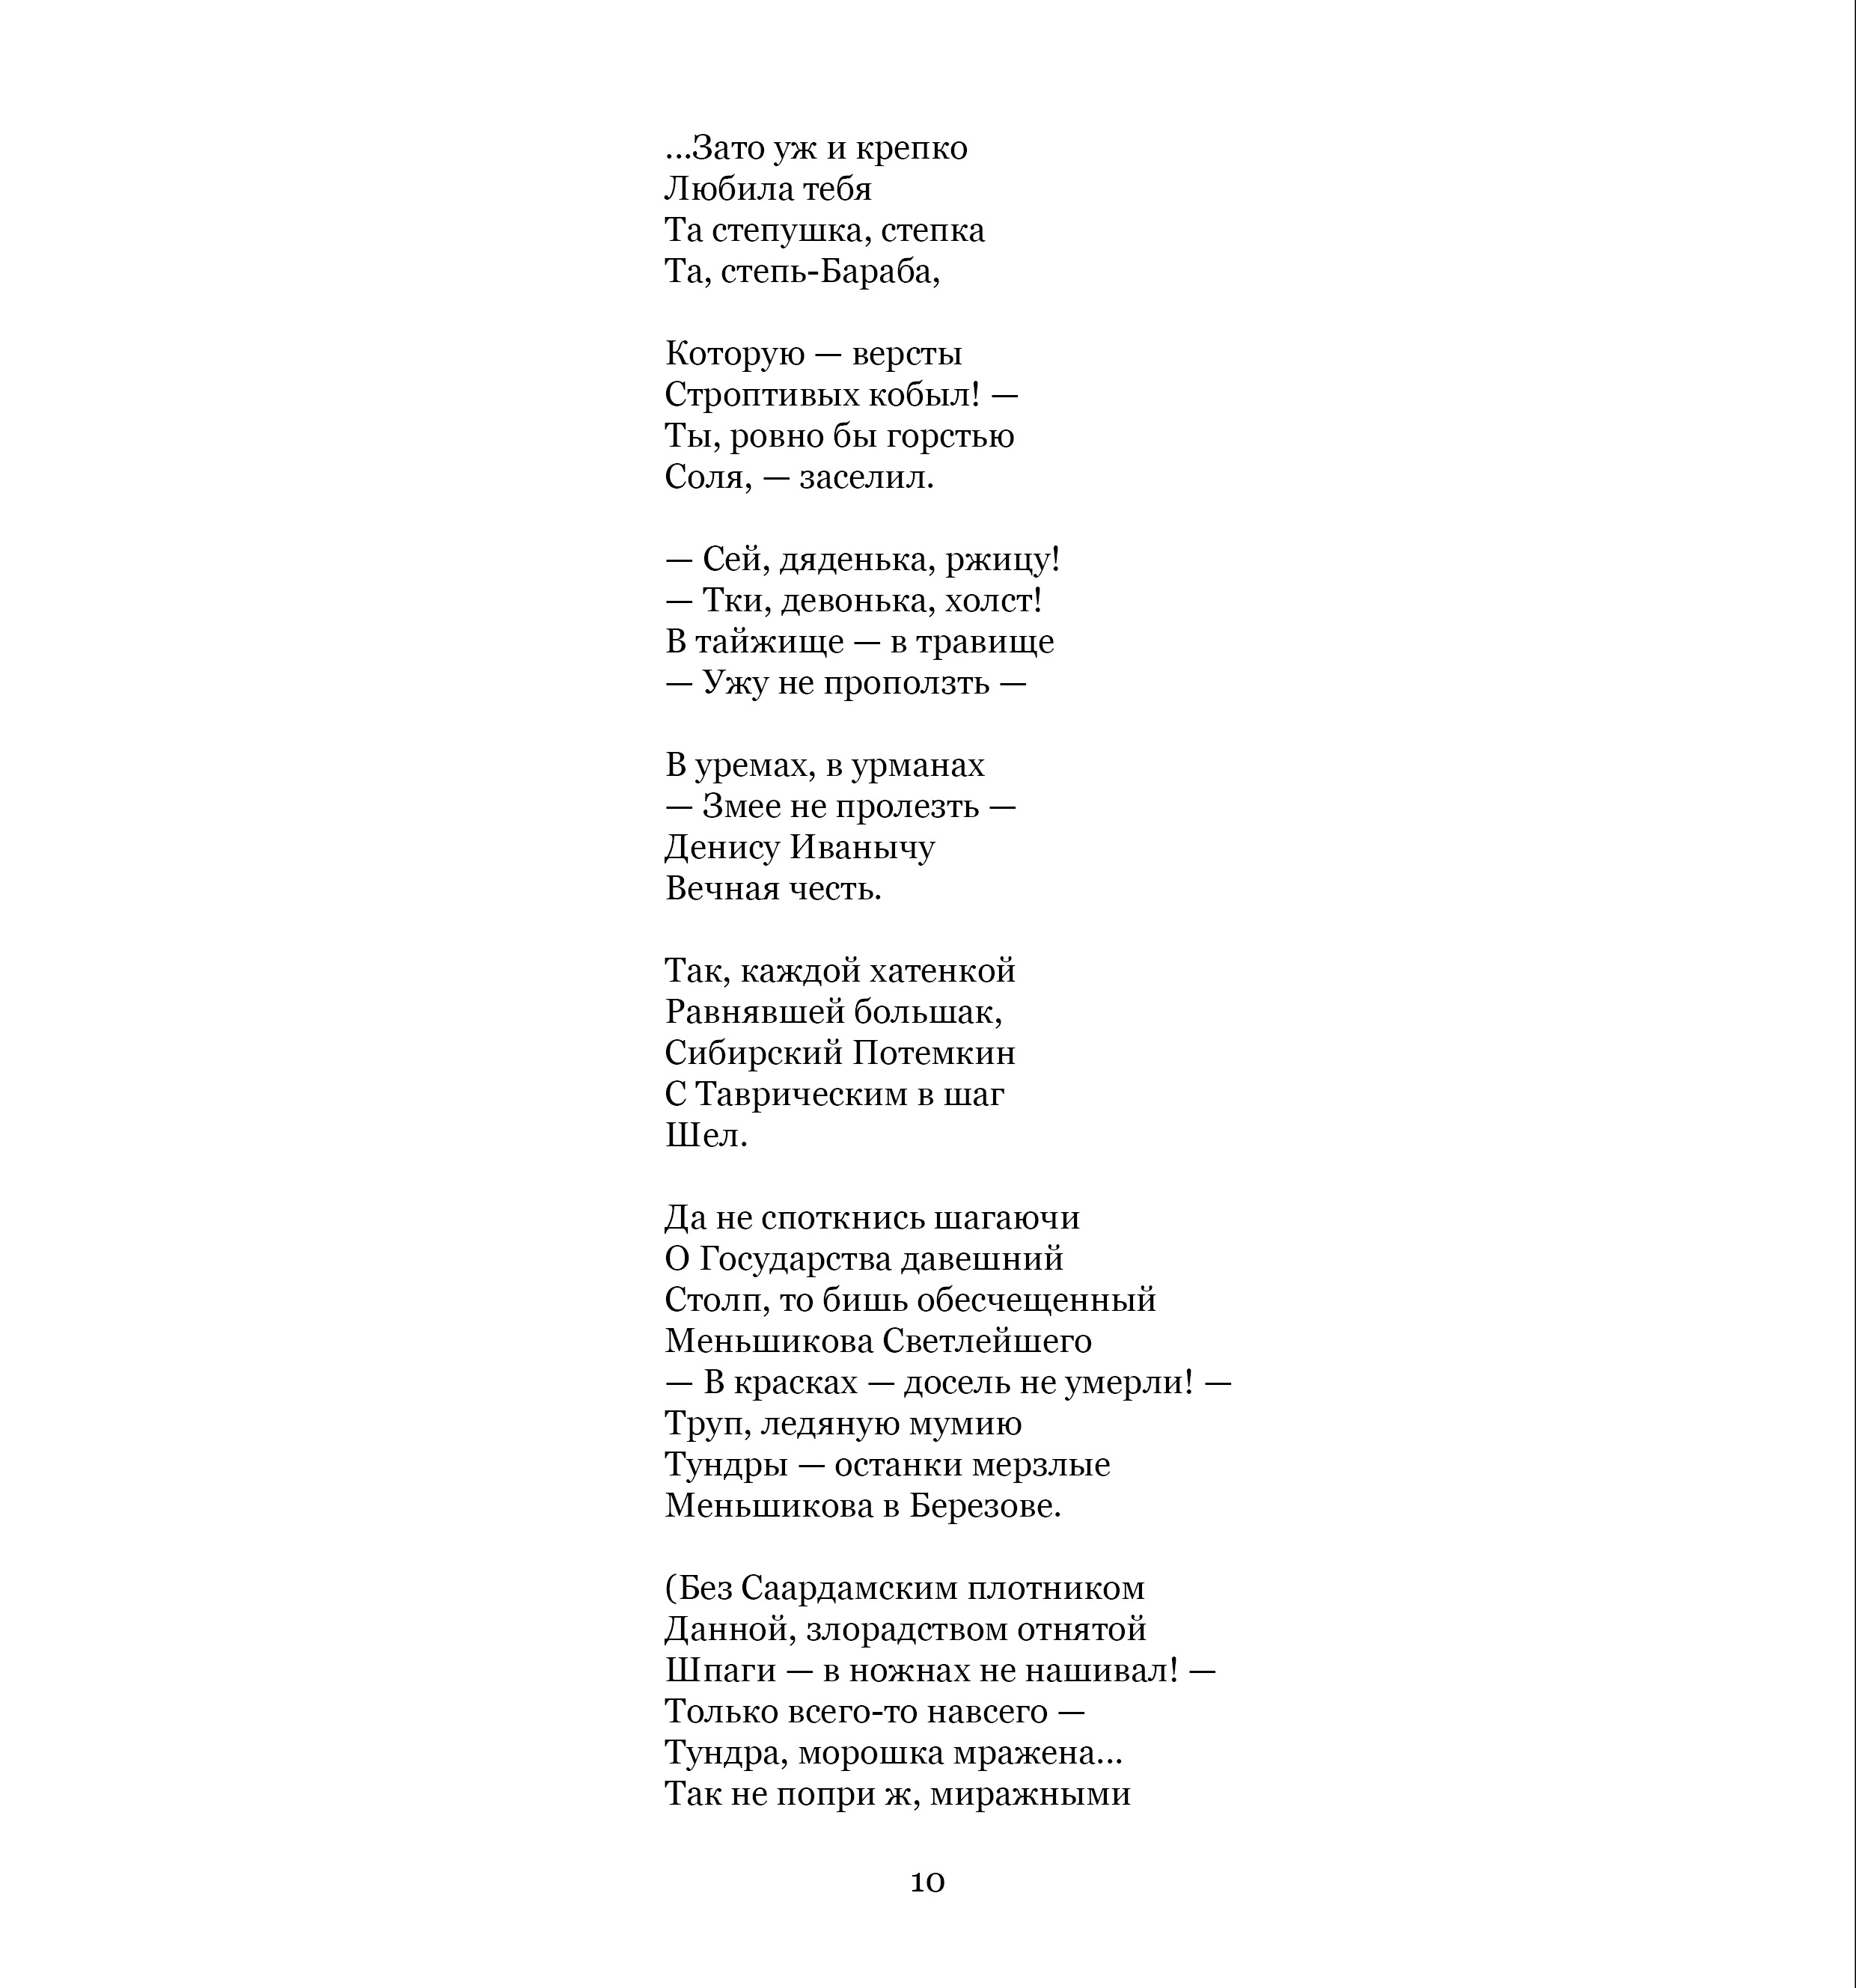 ...Зато уж и крепко
Любила тебя
Та степушка, степка
Та, степь-Бараба,
Которую — версты
Строптивых кобыл! —
Ты, ровно бы горстью
Соля, — заселил.
— Сей, дяденька, ржицу!
— Тки, девонька, холст!
В тайжище — в травище
— Ужу не проползть —
В уремах, в урманах
— Змее не пролезть —
Денису Иванычу
Вечная честь.
Так, каждой хатенкой
Равнявшей большак,
Сибирский Потемкин
С Таврическим в шаг
Шел.
Да не споткнись шагаючи
О Государства давешний
Столп, то бишь обесчещенный
Меньшикова Светлейшего
— В красках — досель не умерли! —
Труп, ледяную мумию
Тундры — останки мерзлые
Меньшикова в Березове.
(Без Саардамским плотником
Данной, злорадством отнятой
Шпаги — в ножнах не нашивал! —
Только всего-то навсего —
Тундра, морошка мражена...
Так не попри ж, миражными
10